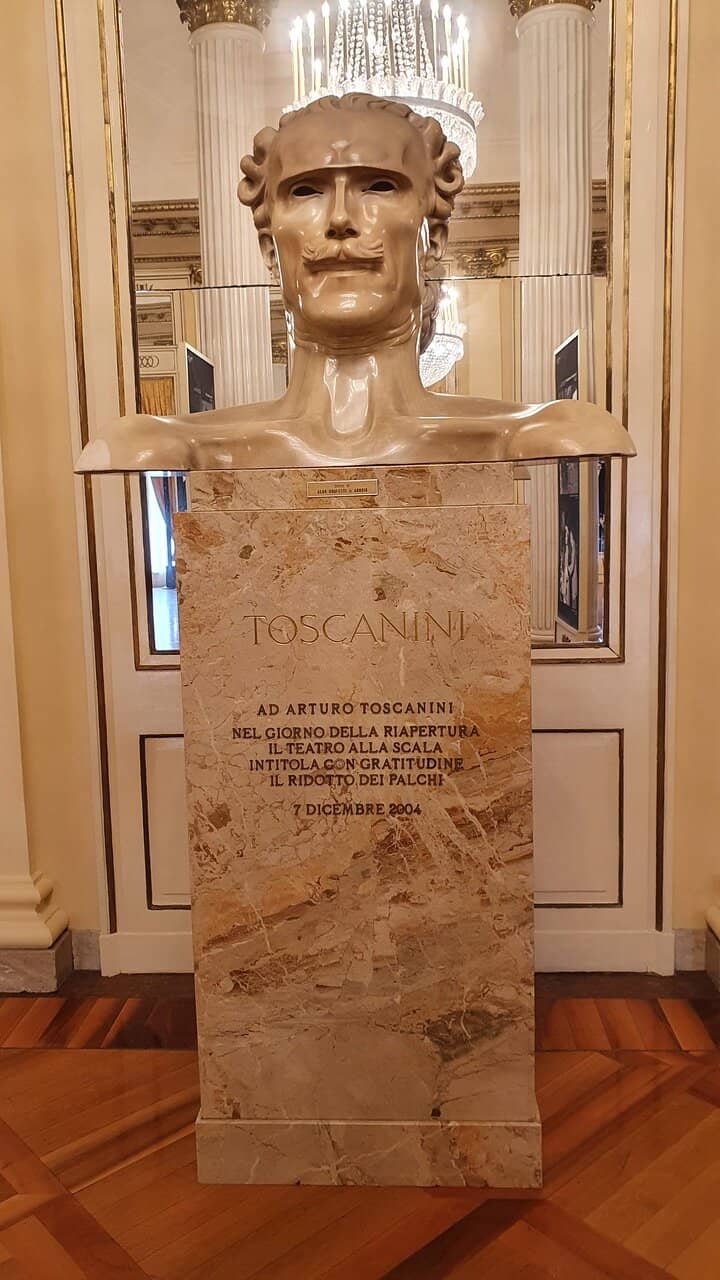 TOSCANINI
AD ARTURO TOSCANINI
NEL GIORNO DELLA RIAPERTURA
IL TEATRO ALLA SCALA
INTITOLA CON GRATITUDINE
IL RIDOTTO DEI PALCHI
7 DICEMBRE 2004